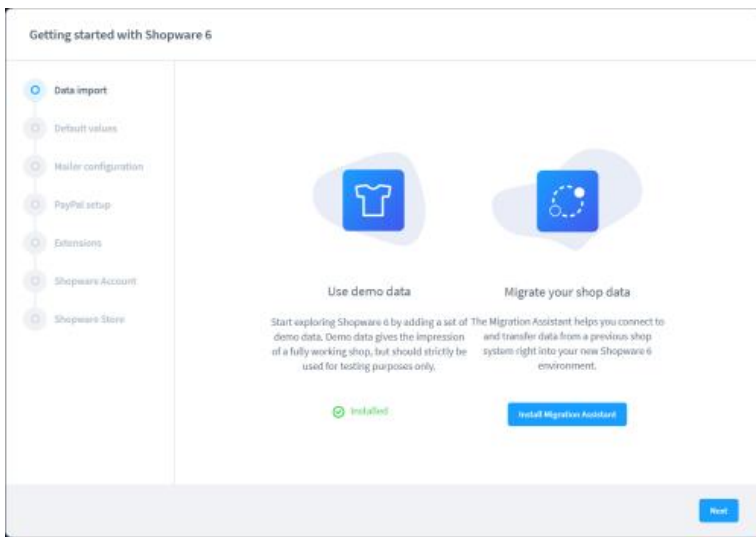 Getting started with Shopware 6
Data import
Default values
Mailer configuration
PayPal setup
Extensions
Shopware Account
Shopware Store
Use demo data
Start exploring Shopware 6 by adding a set of
demo data. Demo data gives the impression
of a fully working shop, but should strictly be
used for testing purposes only.
Installed
Migrate your shop data
The Migration Assistant helps you connect to
and transfer data from a previous shop
system right into your new Shopware 6
environment.
Install Migration Assistant
Next